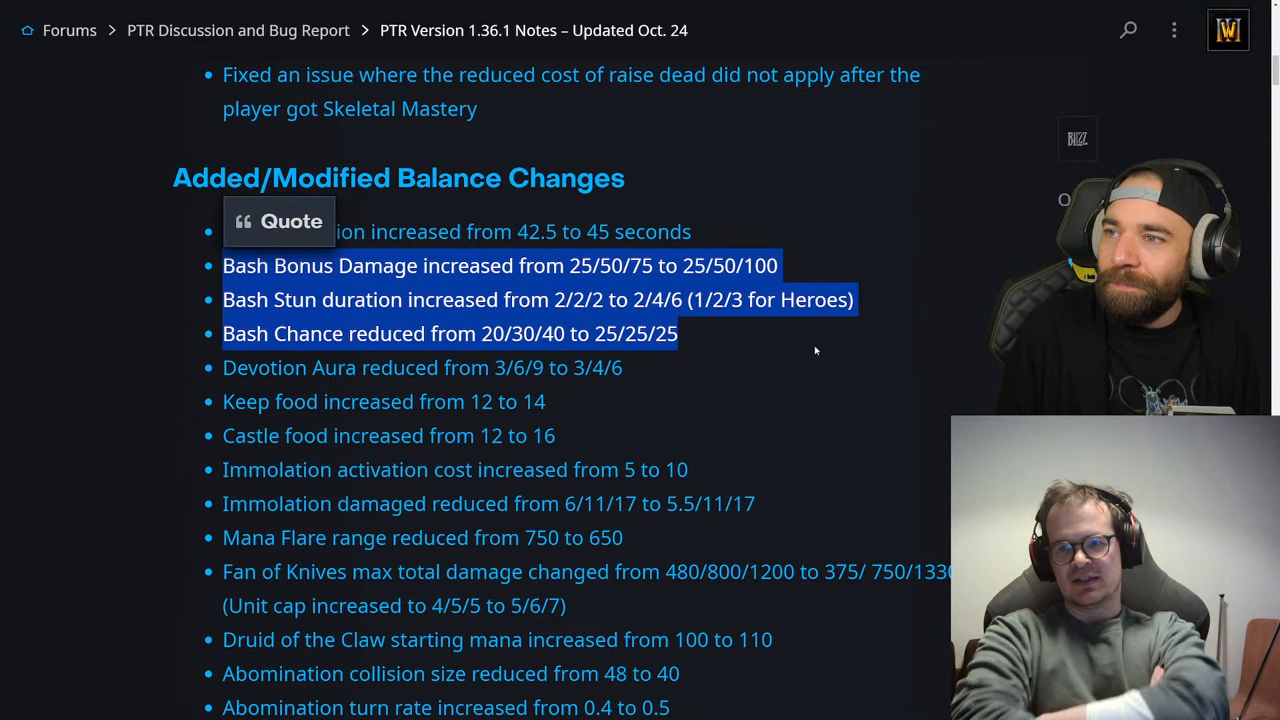 Forums > PTR Discussion and Bug Report > PTR Version 1.36.1 Notes – Updated Oct. 24
Fixed an issue where the reduced cost of raise dead did not apply after the
player got Skeletal Mastery
BLIZZ
Added/Modified Balance Changes
Quote
ion increased from 42.5 to 45 seconds
Bash Bonus Damage increased from 25/50/75 to 25/50/100
Bash Stun duration increased from 2/2/2 to 2/4/6 (1/2/3 for Heroes)
Bash Chance reduced from 20/30/40 to 25/25/25
Devotion Aura reduced from 3/6/9 to 3/4/6
Keep food increased from 12 to 14
Castle food increased from 12 to 16
Immolation activation cost increased from 5 to 10
Immolation damaged reduced from 6/11/17 to 5.5/11/17
Mana Flare range reduced from 750 to 650
Fan of Knives max total damage changed from 480/800/1200 to 375/ 750/1330
(Unit cap increased to 4/5/5 to 5/6/7)
Druid of the Claw starting mana increased from 100 to 110
Abomination collision size reduced from 48 to 40
Abomination turn rate increased from 0.4 to 0.5